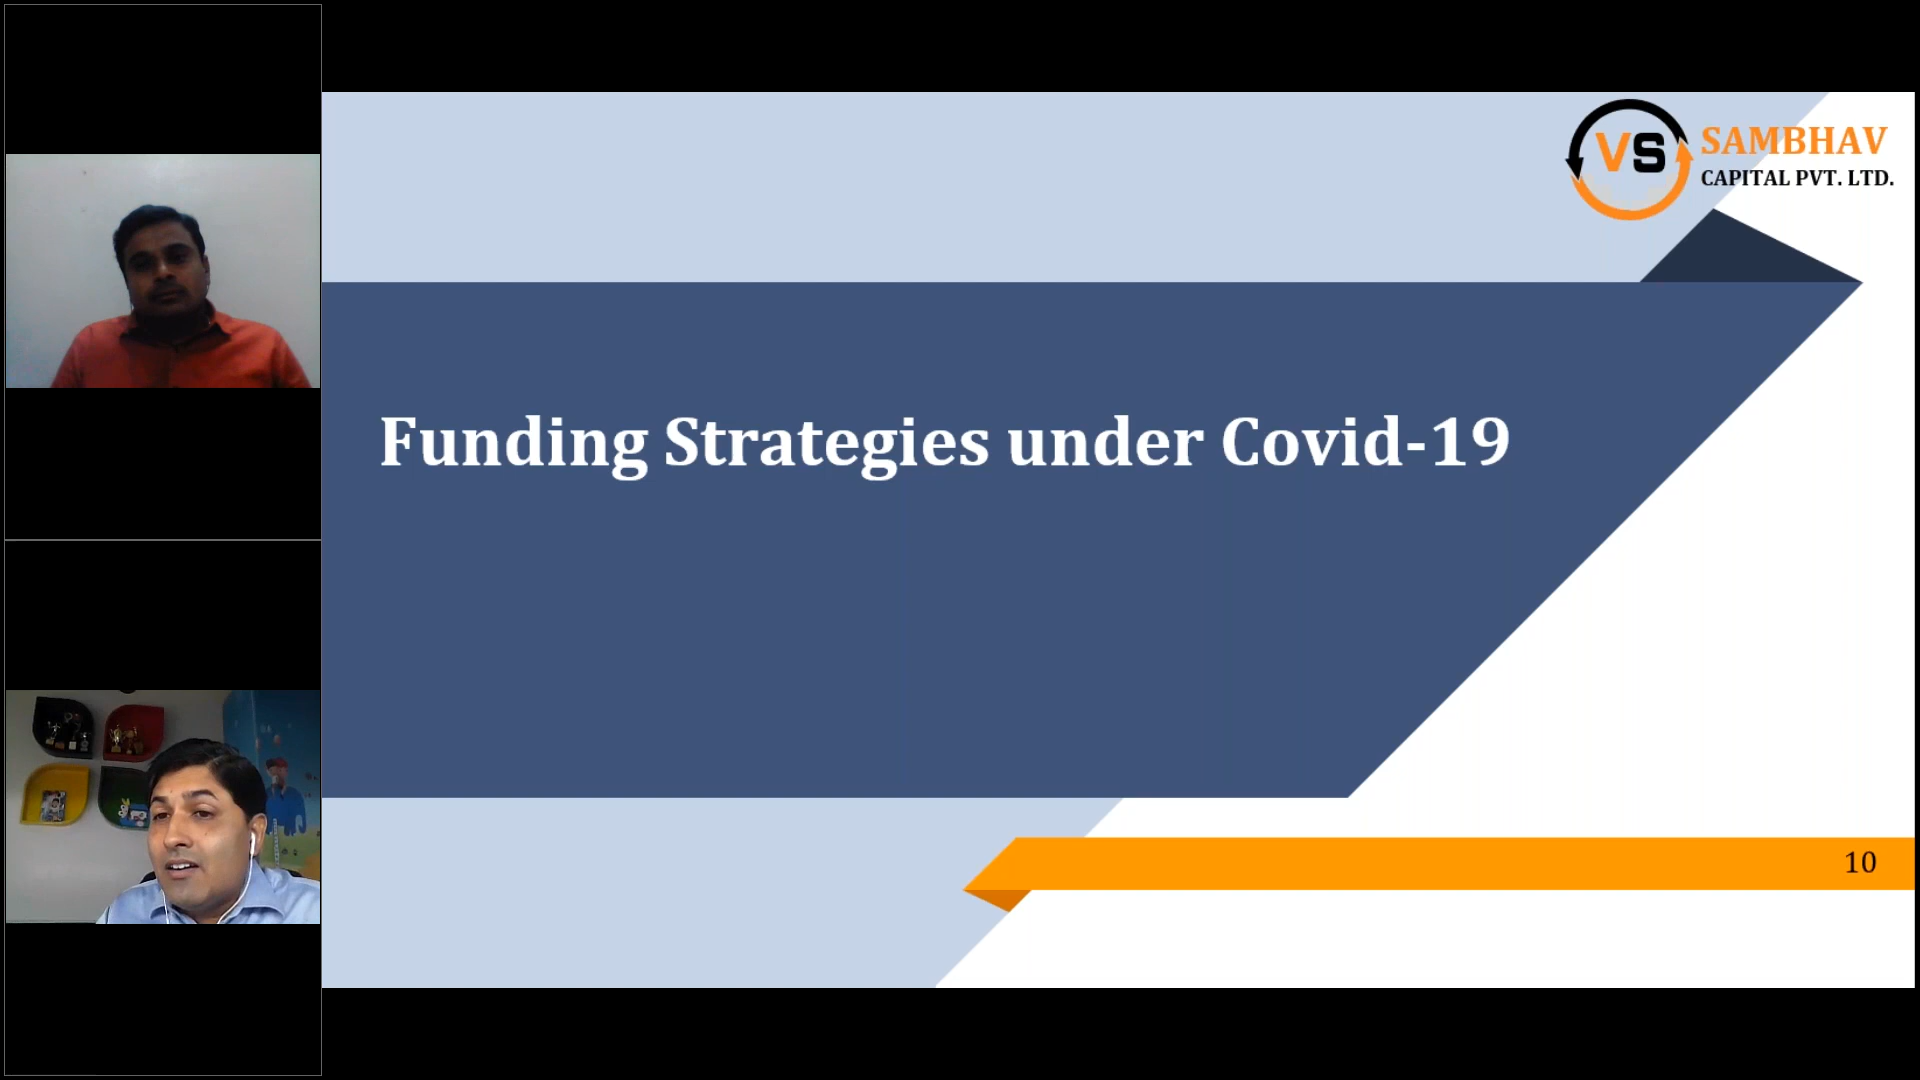 VS
SAMBHAV
CAPITAL PVT. LTD.
Funding Strategies under Covid-19
10